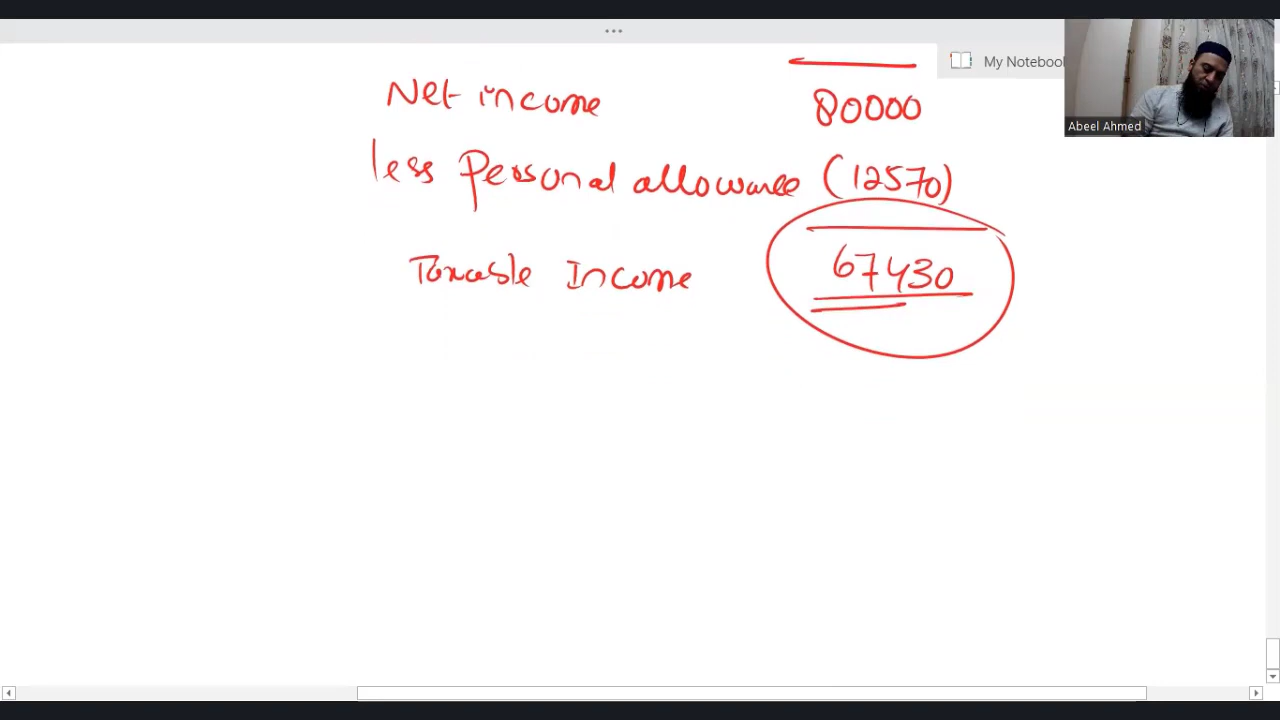 ...
My Notebook
Abeel Ahmed
Net income 80000
less Personal allowance (12570)
Taxable Income 67430